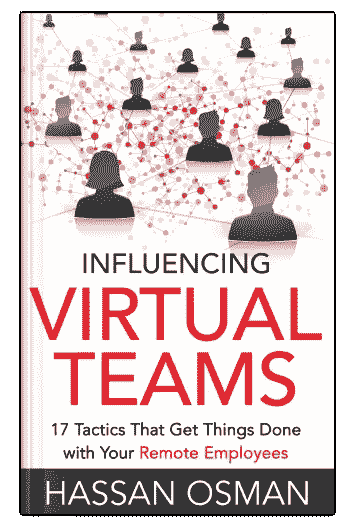 INFLUENCING
VIRTUAL
TEAMS
17 Tactics That Get Things Done
with Your Remote Employees
HASSAN OSMAN